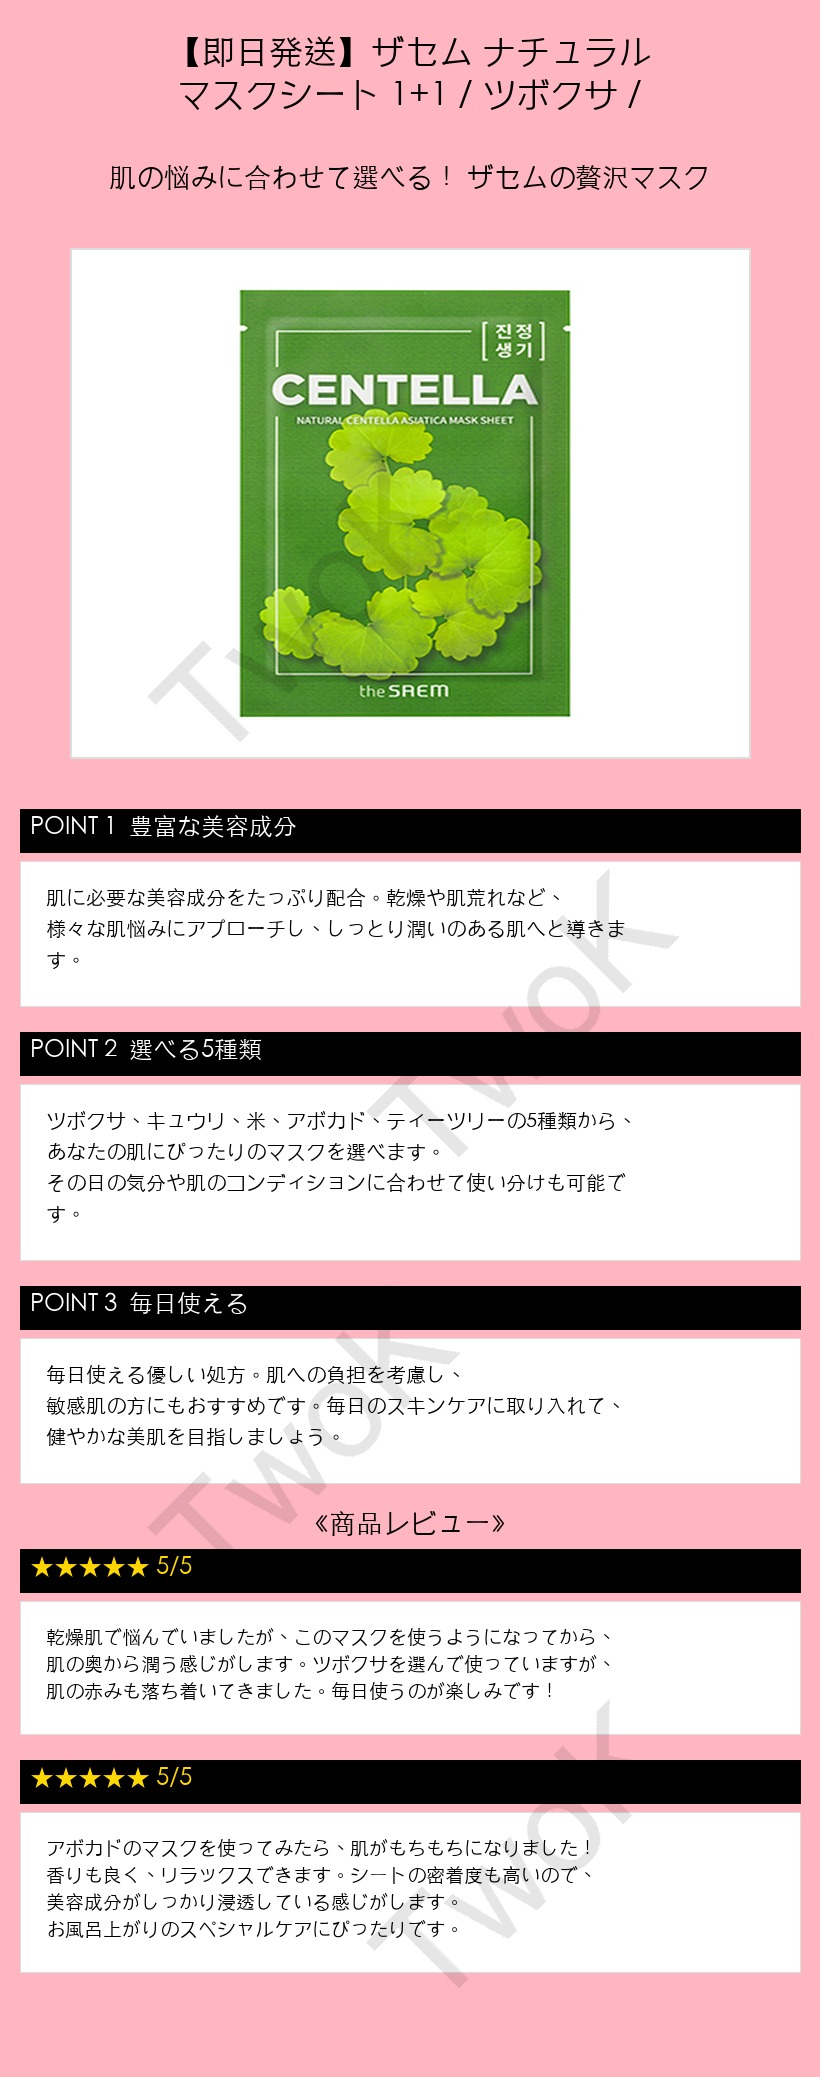 【即日発送】ザセム ナチュラル
マスクシート 1+1 / ツボクサ /
肌の悩みに合わせて選べる！ ザセムの贅沢マスク
진정
생기
CENTELLA
NATURAL CENTELLA ASIATICA MASK SHEET
the SAEM
TwoK
POINT 1 豊富な美容成分
肌に必要な美容成分をたっぷり配合。乾燥や肌荒れなど、
様々な肌悩みにアプローチし、しっとり潤いのある肌へと導きま
す。
TwoK
POINT 2 選べる5種類
ツボクサ、キュウリ、米、アボカド、ティーツリーの5種類から、
あなたの肌にぴったりのマスクを選べます。
その日の気分や肌のコンディションに合わせて使い分けも可能で
す。
POINT 3 毎日使える
毎日使える優しい処方。肌への負担を考慮し、
敏感肌の方にもおすすめです。毎日のスキンケアに取り入れて、
健やかな美肌を目指しましょう。
TwoK
《商品レビュー》
★★★★★ 5/5
乾燥肌で悩んでいましたが、このマスクを使うようになってから、
肌の奥から潤う感じがします。ツボクサを選んで使っていますが、
肌の赤みも落ち着いてきました。毎日使うのが楽しみです！
★★★★★ 5/5
アボカドのマスクを使ってみたら、肌がもちもちになりました！
香りも良く、リラックスできます。シートの密着度も高いので、
美容成分がしっかり浸透している感じがします。
お風呂上がりのスペシャルケアにぴったりです。
TwoK